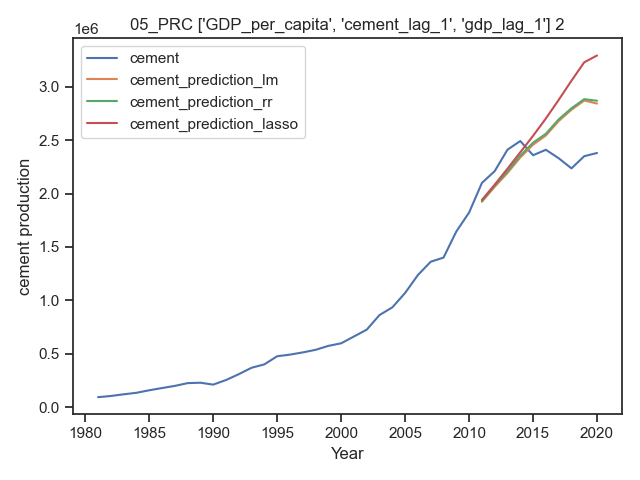 05_PRC ['GDP_per_capita', 'cement_lag_1', 'gdp_lag_1'] 2
1e6
cement
cement_prediction_lm
cement_prediction_rr
cement_prediction_lasso
3.0
2.5
2.0
1.5
1.0
0.5
0.0
cement production
1980 1985 1990 1995 2000 2005 2010 2015 2020
Year